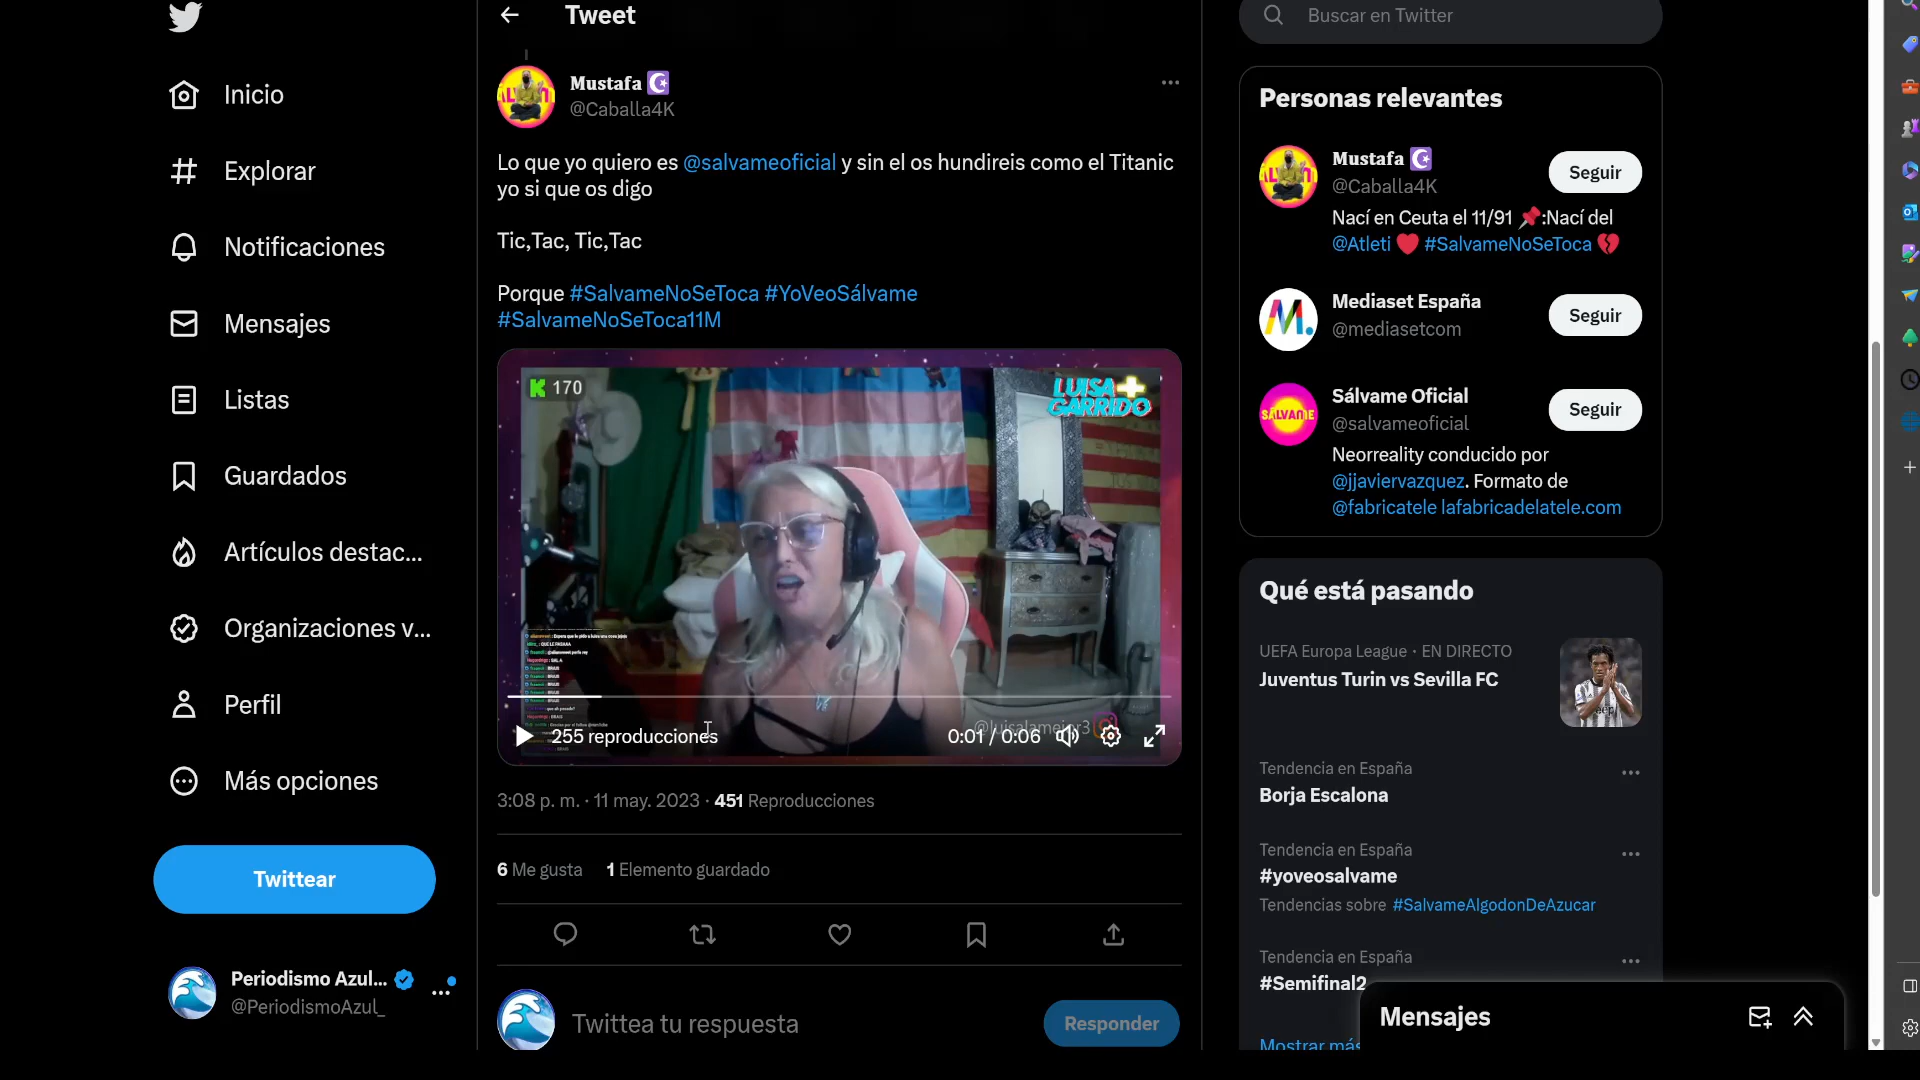 Tweet
Buscar en Twitter
Inicio
Explorar
Notificaciones
Mensajes
Listas
Guardados
Artículos destac...
Organizaciones v...
Perfil
Más opciones
Twittear
Periodismo Azul...
@PeriodismoAzul_
Mustafa
@Caballa4K
Lo que yo quiero es @salvameoficial y sin el os hundireis como el Titanic
yo si que os digo
Tic,Tac, Tic,Tac
Porque #SalvameNoSeToca #YoVeoSálvame
#SalvameNoSeToca11M
170
LUISA
GARRIDO
@luisalamejor3
255 reproducciones
0:01 / 0:06
3:08 p. m. · 11 may. 2023 · 451 Reproducciones
6 Me gusta 1 Elemento guardado
Twittea tu respuesta
Responder
Personas relevantes
Mustafa
@Caballa4K
Seguir
Nací en Ceuta el 11/91 📌:Nací del
@Atleti ❤️ #SalvameNoSeToca 💔
Mediaset España
@mediasetcom
Seguir
SALVAME
Sálvame Oficial
@salvameoficial
Seguir
Neorreality conducido por
@jjaviervazquez. Formato de
@fabricatele lafabricadelatele.com
Qué está pasando
UEFA Europa League · EN DIRECTO
Juventus Turin vs Sevilla FC
Jeep
Tendencia en España
Borja Escalona
Tendencia en España
#yoveosalvame
Tendencias sobre #SalvameAlgodonDeAzucar
Tendencia en España
#Semifinal2
Mostrar más
Mensajes